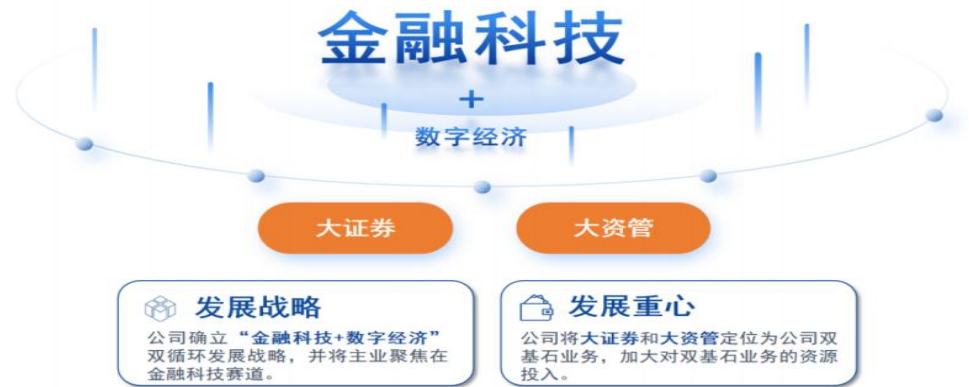 金融科技
+
数字经济
大证券
大资管
发展战略
公司确立“金融科技+数字经济”
双循环发展战略，并将主业聚焦在
金融科技赛道。
发展重心
公司将大证券和大资管定位为公司双
基石业务，加大对双基石业务的资源
投入。